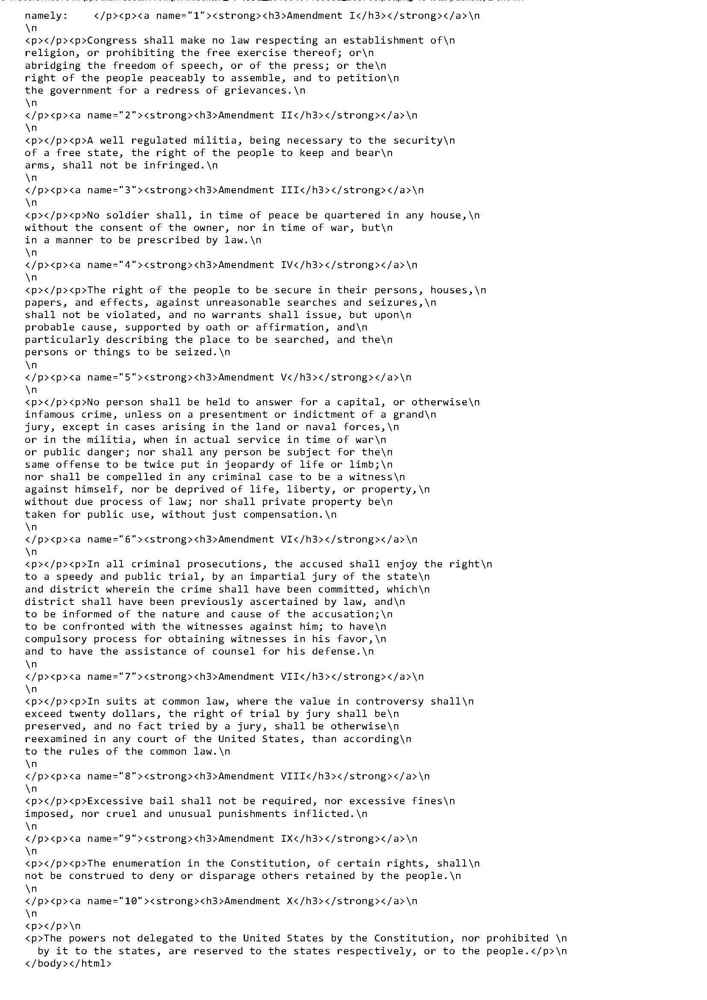 namely:    </p><p><a name="1"><strong><h3>Amendment I</h3></strong></a>\n
\n
<p></p><p>Congress shall make no law respecting an establishment of\n
religion, or prohibiting the free exercise thereof; or\n
abridging the freedom of speech, or of the press; or the\n
right of the people peaceably to assemble, and to petition\n
the government for a redress of grievances.\n
\n
</p><p><a name="2"><strong><h3>Amendment II</h3></strong></a>\n
\n
<p></p><p>A well regulated militia, being necessary to the security\n
of a free state, the right of the people to keep and bear\n
arms, shall not be infringed.\n
\n
</p><p><a name="3"><strong><h3>Amendment III</h3></strong></a>\n
\n
<p></p><p>No soldier shall, in time of peace be quartered in any house,\n
without the consent of the owner, nor in time of war, but\n
in a manner to be prescribed by law.\n
\n
</p><p><a name="4"><strong><h3>Amendment IV</h3></strong></a>\n
\n
<p></p><p>The right of the people to be secure in their persons, houses,\n
papers, and effects, against unreasonable searches and seizures,\n
shall not be violated, and no warrants shall issue, but upon\n
probable cause, supported by oath or affirmation, and\n
particularly describing the place to be searched, and the\n
persons or things to be seized.\n
\n
</p><p><a name="5"><strong><h3>Amendment V</h3></strong></a>\n
\n
<p></p><p>No person shall be held to answer for a capital, or otherwise\n
infamous crime, unless on a presentment or indictment of a grand\n
jury, except in cases arising in the land or naval forces,\n
or in the militia, when in actual service in time of war\n
or public danger; nor shall any person be subject for the\n
same offense to be twice put in jeopardy of life or limb;\n
nor shall be compelled in any criminal case to be a witness\n
against himself, nor be deprived of life, liberty, or property,\n
without due process of law; nor shall private property be\n
taken for public use, without just compensation.\n
\n
</p><p><a name="6"><strong><h3>Amendment VI</h3></strong></a>\n
\n
<p></p><p>In all criminal prosecutions, the accused shall enjoy the right\n
to a speedy and public trial, by an impartial jury of the state\n
and district wherein the crime shall have been committed, which\n
district shall have been previously ascertained by law, and\n
to be informed of the nature and cause of the accusation;\n
to be confronted with the witnesses against him; to have\n
compulsory process for obtaining witnesses in his favor,\n
and to have the assistance of counsel for his defense.\n
\n
</p><p><a name="7"><strong><h3>Amendment VII</h3></strong></a>\n
\n
<p></p><p>In suits at common law, where the value in controversy shall\n
exceed twenty dollars, the right of trial by jury shall be\n
preserved, and no fact tried by a jury, shall be otherwise\n
reexamined in any court of the United States, than according\n
to the rules of the common law.\n
\n
</p><p><a name="8"><strong><h3>Amendment VIII</h3></strong></a>\n
\n
<p></p><p>Excessive bail shall not be required, nor excessive fines\n
imposed, nor cruel and unusual punishments inflicted.\n
\n
</p><p><a name="9"><strong><h3>Amendment IX</h3></strong></a>\n
\n
<p></p><p>The enumeration in the Constitution, of certain rights, shall\n
not be construed to deny or disparage others retained by the people.\n
\n
</p><p><a name="10"><strong><h3>Amendment X</h3></strong></a>\n
\n
<p></p>\n
<p>The powers not delegated to the United States by the Constitution, nor prohibited \n
  by it to the states, are reserved to the states respectively, or to the people.</p>\n
</body></html>